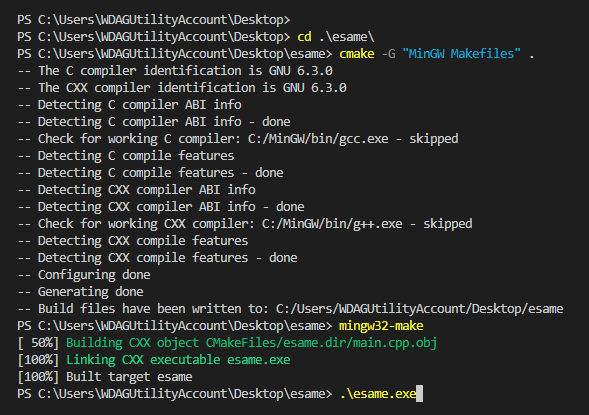 PS C:\Users\WDAGUtilityAccount\Desktop>
PS C:\Users\WDAGUtilityAccount\Desktop> cd .\esame\
PS C:\Users\WDAGUtilityAccount\Desktop\esame> cmake -G "MinGW Makefiles" .
-- The C compiler identification is GNU 6.3.0
-- The CXX compiler identification is GNU 6.3.0
-- Detecting C compiler ABI info
-- Detecting C compiler ABI info - done
-- Check for working C compiler: C:/MinGW/bin/gcc.exe - skipped
-- Detecting C compile features
-- Detecting C compile features - done
-- Detecting CXX compiler ABI info
-- Detecting CXX compiler ABI info - done
-- Check for working CXX compiler: C:/MinGW/bin/g++.exe - skipped
-- Detecting CXX compile features
-- Detecting CXX compile features - done
-- Configuring done
-- Generating done
-- Build files have been written to: C:/Users/WDAGUtilityAccount/Desktop/esame
PS C:\Users\WDAGUtilityAccount\Desktop\esame> mingw32-make
[ 50%] Building CXX object CMakeFiles/esame.dir/main.cpp.obj
[100%] Linking CXX executable esame.exe
[100%] Built target esame
PS C:\Users\WDAGUtilityAccount\Desktop\esame> .\esame.exe